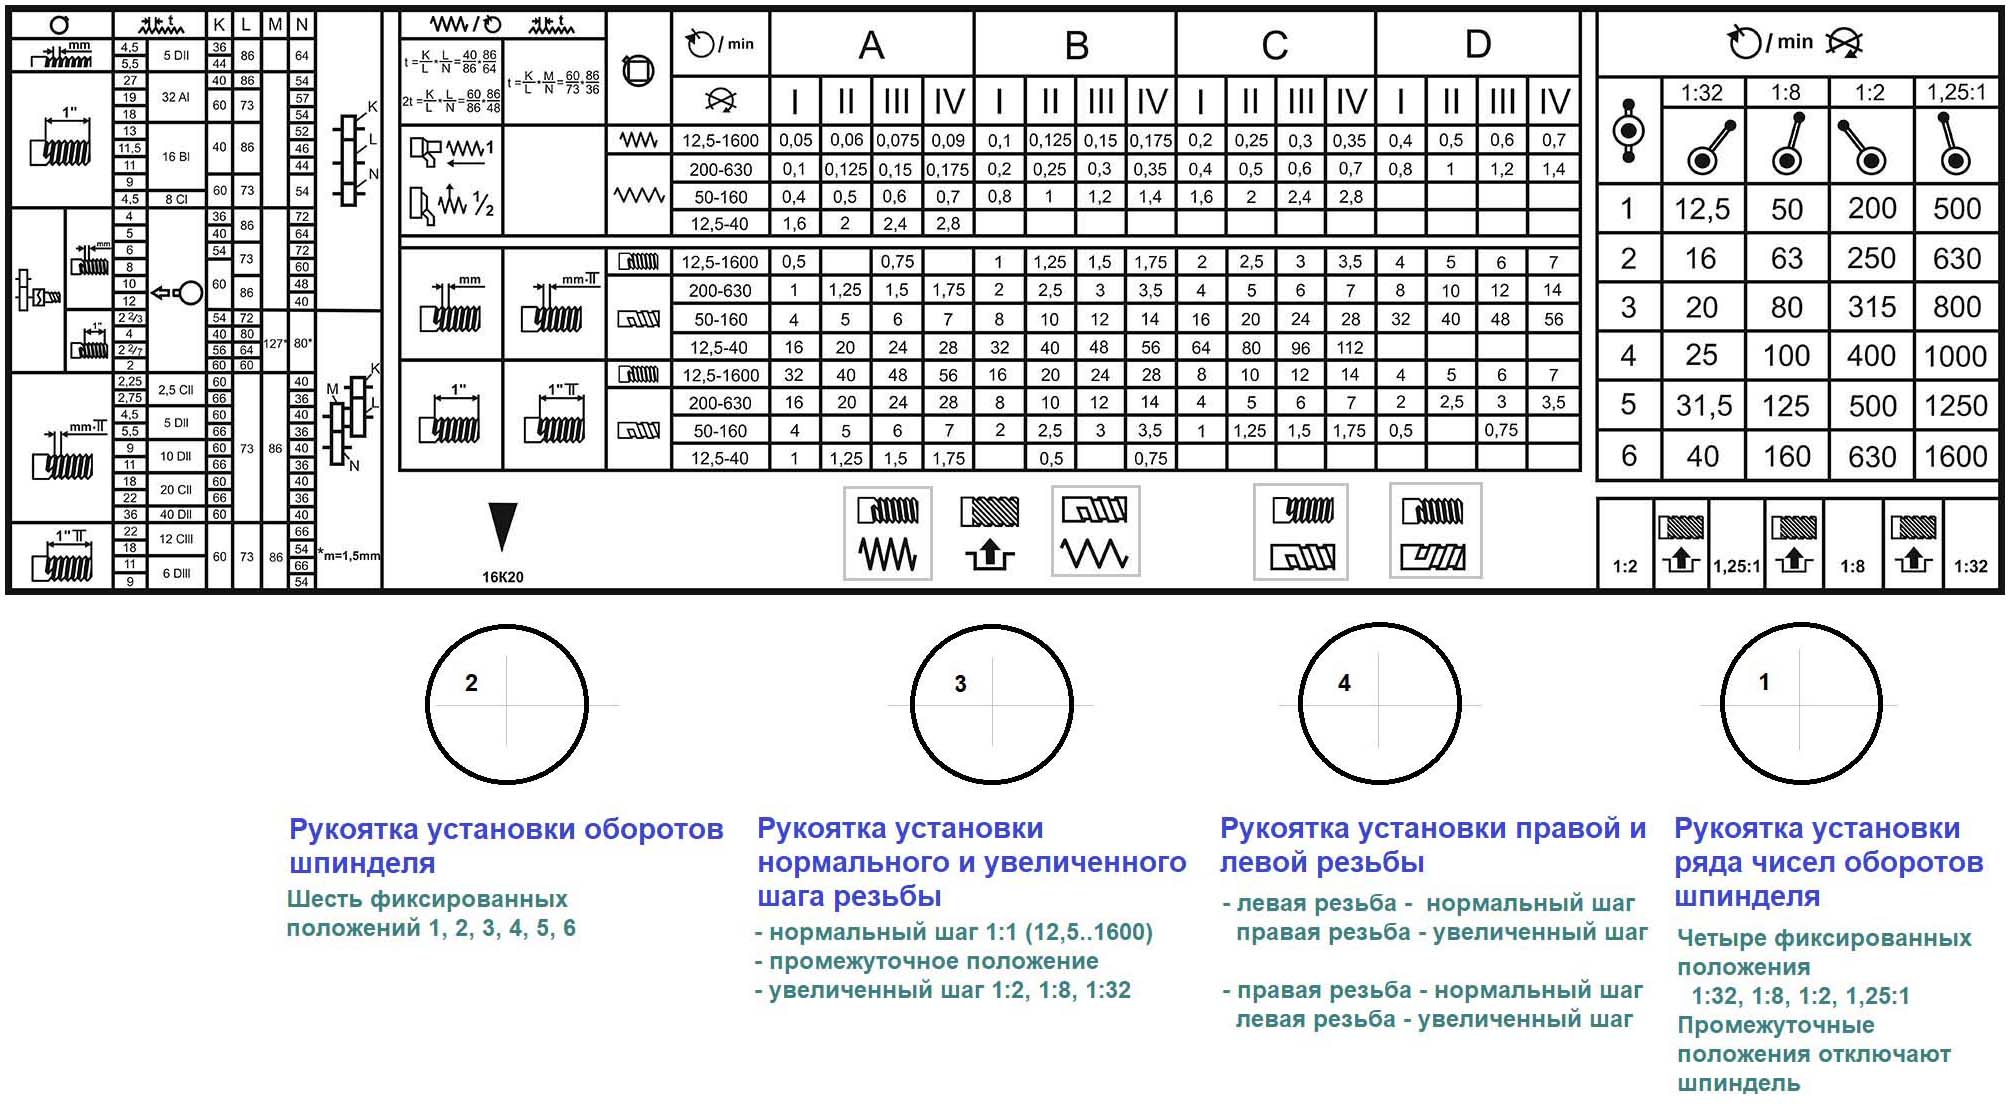 t K L M N
mm 4,5 5 DII 36 86 64
5,5 44
1" 27 32 AI 40 86 54
19 60 73 57
18 54
13 16 BI 40 86 52
11,5 46
11 44
9 60 73 54
4,5 8 CI
mm 4 36 86 72
5 40 64
6 54 73 72
8 60 60
10 86 48
12 40
1" 2 2/3 54 72 127* 80*
4 40 80
2 2/7 56 64
2 60 60
mm·π 2,25 2,5 CII 60 73 86 40
2,75 66 36
4,5 5 DII 60 40
5,5 66 36
9 10 DII 60 40
11 66 36
18 20 CII 60 40
22 66 36
36 40 DII 60 40
1"π 22 12 CIII 60 73 86 66
18 54
11 6 DIII 66
9 54
K
L
N
K
M
L
N
*m=1,5mm
/ t
t = K/L * L/N = 40/86 * 86/64
2t = K/L * L/N = 60/86 * 86/48
t = K/L * M/N = 60/73 * 86/36
1
1/2
/ min A B C D
I II III IV I II III IV I II III IV I II III IV
12,5-1600 0,05 0,06 0,075 0,09 0,1 0,125 0,15 0,175 0,2 0,25 0,3 0,35 0,4 0,5 0,6 0,7
200-630 0,1 0,125 0,15 0,175 0,2 0,25 0,3 0,35 0,4 0,5 0,6 0,7 0,8 1 1,2 1,4
50-160 0,4 0,5 0,6 0,7 0,8 1 1,2 1,4 1,6 2 2,4 2,8
12,5-40 1,6 2 2,4 2,8
mm mm·π
12,5-1600 0,5 0,75 1 1,25 1,5 1,75 2 2,5 3 3,5 4 5 6 7
200-630 1 1,25 1,5 1,75 2 2,5 3 3,5 4 5 6 7 8 10 12 14
50-160 4 5 6 7 8 10 12 14 16 20 24 28 32 40 48 56
12,5-40 16 20 24 28 32 40 48 56 64 80 96 112
1" 1"π
12,5-1600 32 40 48 56 16 20 24 28 8 10 12 14 4 5 6 7
200-630 16 20 24 28 8 10 12 14 4 5 6 7 2 2,5 3 3,5
50-160 4 5 6 7 2 2,5 3 3,5 1 1,25 1,5 1,75 0,5 0,75
12,5-40 1 1,25 1,5 1,75 0,5 0,75
16К20
/ min
1:32 1:8 1:2 1,25:1
1 12,5 50 200 500
2 16 63 250 630
3 20 80 315 800
4 25 100 400 1000
5 31,5 125 500 1250
6 40 160 630 1600
1:2 1,25:1 1:8 1:32
2
Рукоятка установки оборотов
шпинделя
Шесть фиксированных
положений 1, 2, 3, 4, 5, 6
3
Рукоятка установки
нормального и увеличенного
шага резьбы
- нормальный шаг 1:1 (12,5..1600)
- промежуточное положение
- увеличенный шаг 1:2, 1:8, 1:32
4
Рукоятка установки правой и
левой резьбы
- левая резьба - нормальный шаг
правая резьба - увеличенный шаг
- правая резьба - нормальный шаг
левая резьба - увеличенный шаг
1
Рукоятка установки
ряда чисел оборотов
шпинделя
Четыре фиксированных
положения
1:32, 1:8, 1:2, 1,25:1
Промежуточные
положения отключают
шпиндель